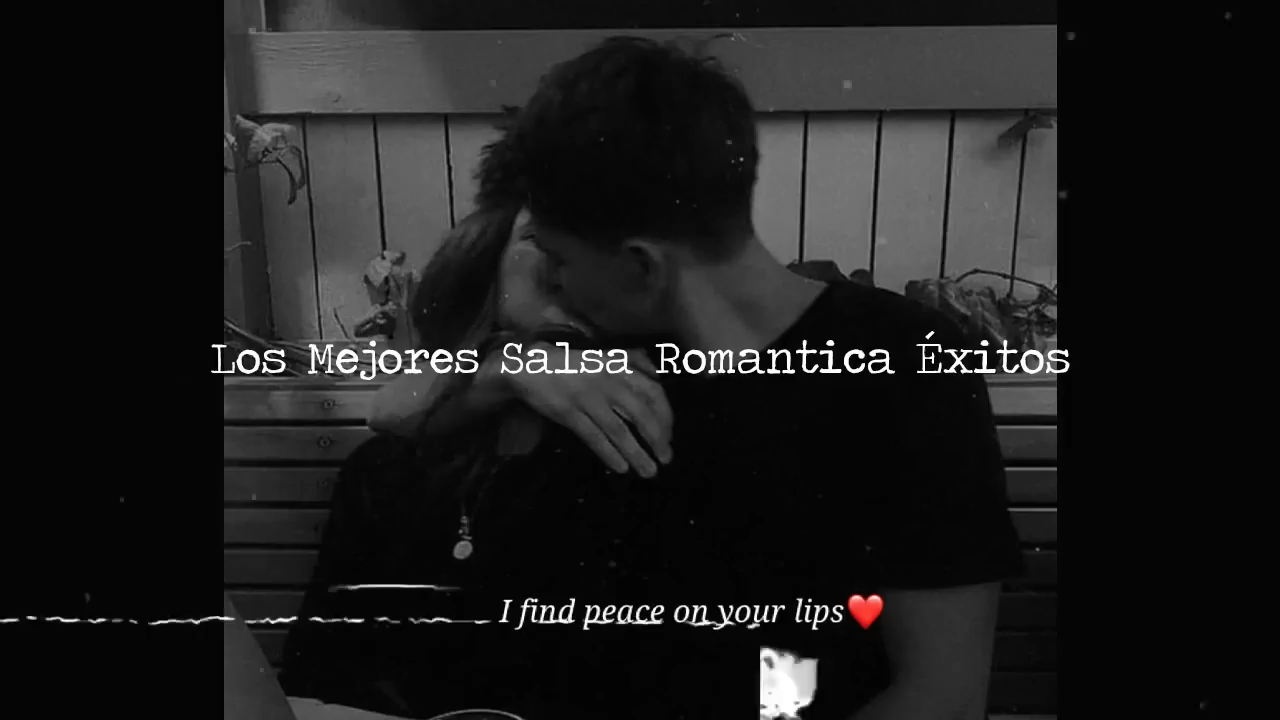 Los Mejores Salsa Romantica Éxitos
I find peace on your lips❤️